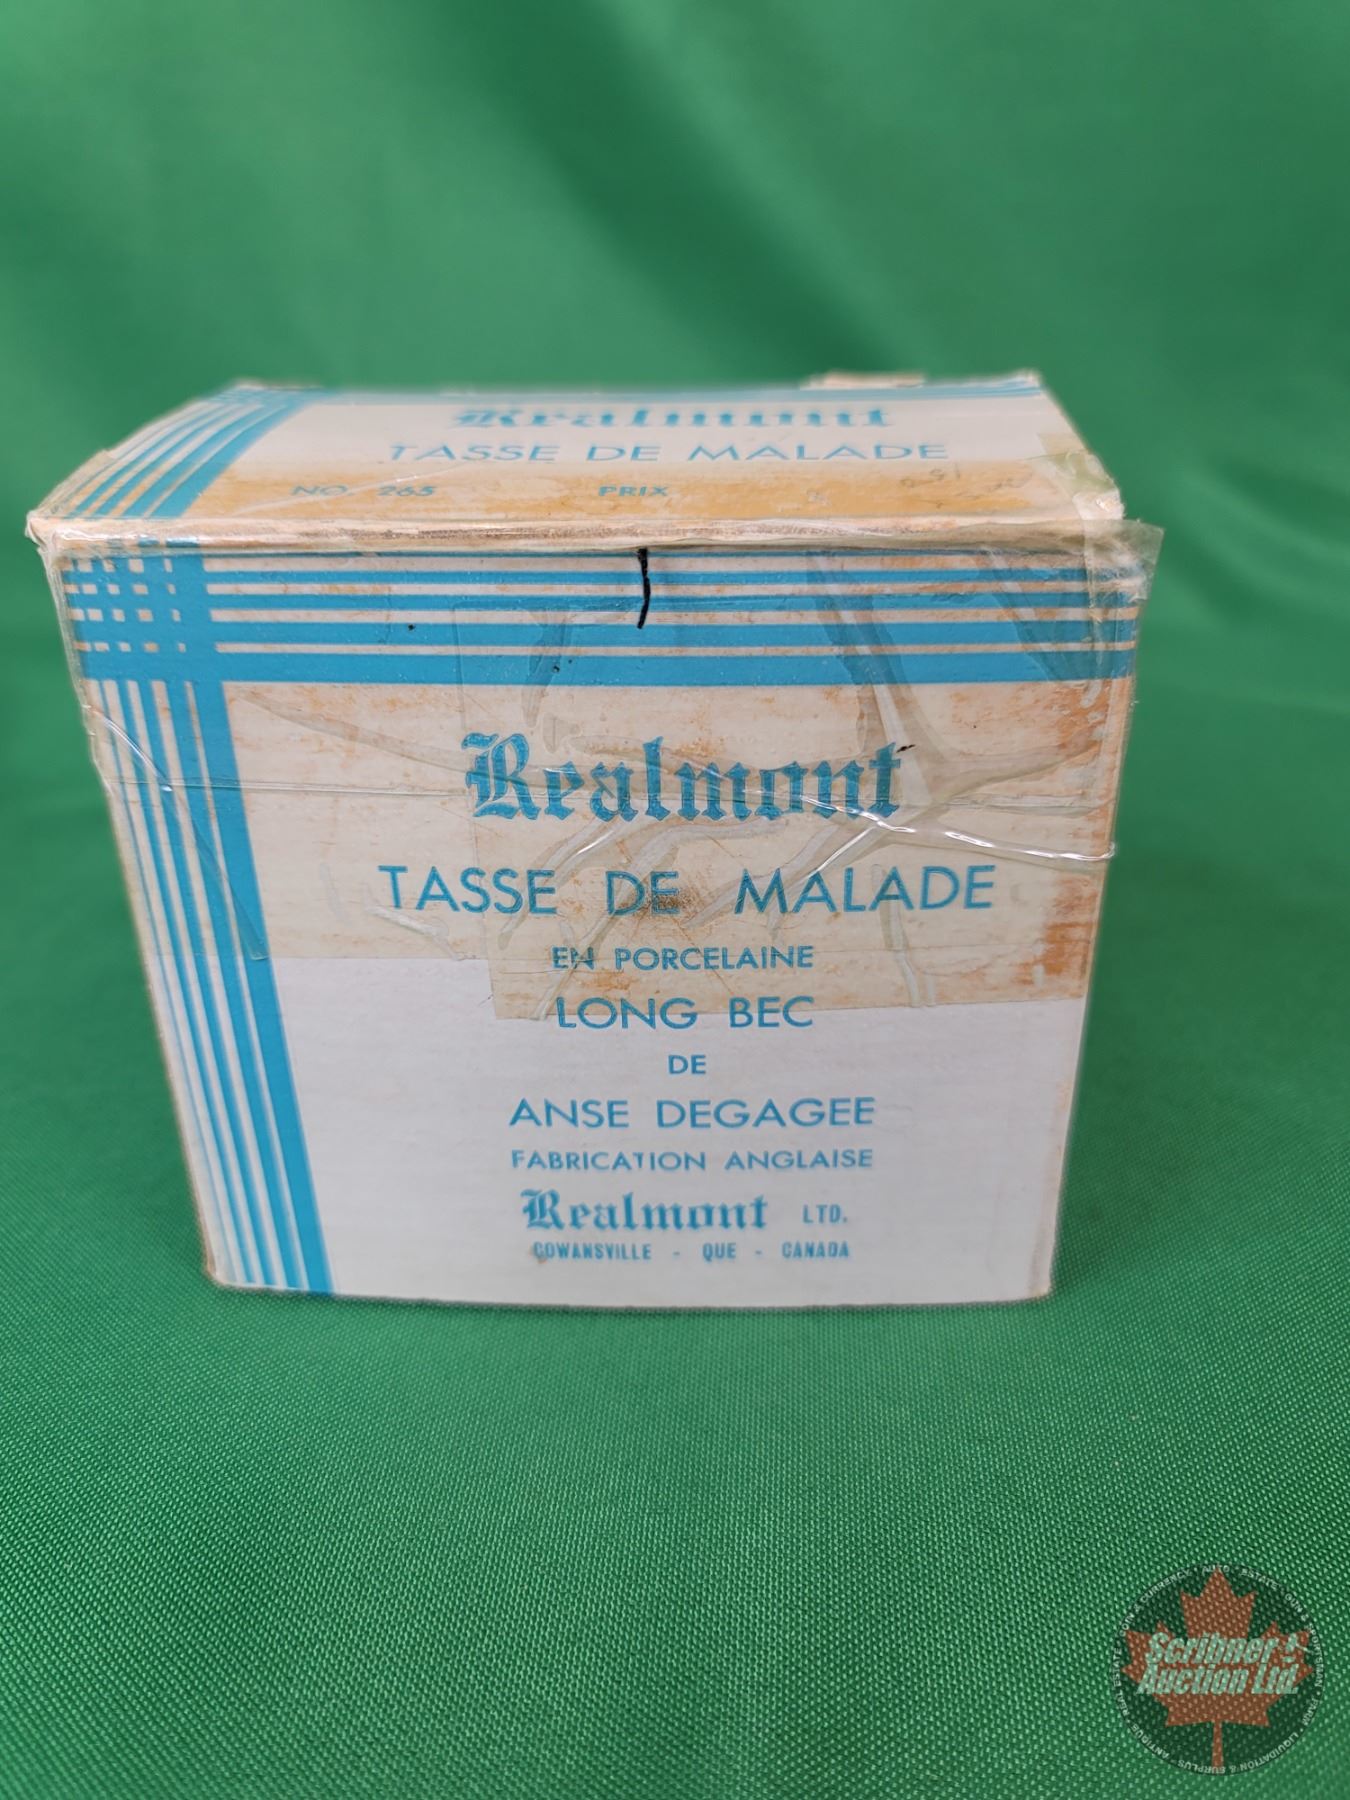 Realmont
TASSE DE MALADE
NO. 265 PRIX
Realmont
TASSE DE MALADE
EN PORCELAINE
LONG BEC
DE
ANSE DEGAGEE
FABRICATION ANGLAISE
Realmont LTD.
COWANSVILLE - QUE - CANADA
Scribner &
Auction Ltd.